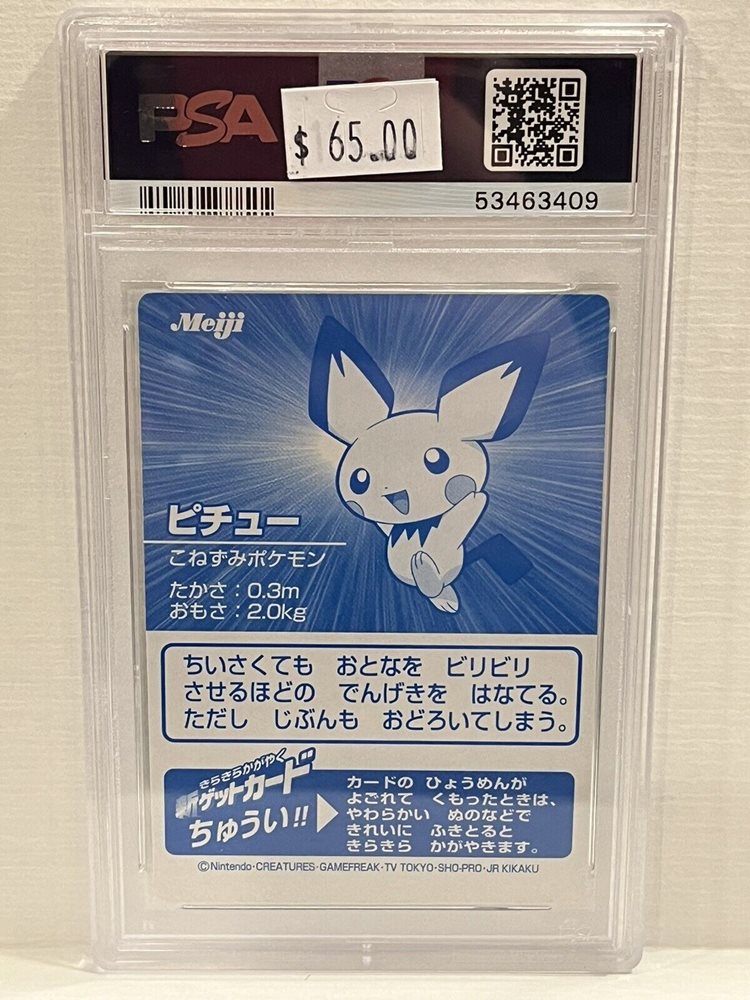 PSA
$ 65.00
53463409
Meiji
ピチュー
こねずみポケモン
たかさ：0.3m
おもさ：2.0kg
ちいさくても　おとなを　ビリビリ
させるほどの　でんげきを　はなてる。
ただし　じぶんも　おどろいてしまう。
きらきらかがやく
新ゲットカード
ちゅうい!!
カードの　ひょうめんが
よごれて　くもったときは、
やわらかい　ぬのなどで
きれいに　ふきとると
きらきら　かがやきます。
©Nintendo・CREATURES・GAMEFREAK・TV TOKYO・SHO-PRO・JR KIKAKU